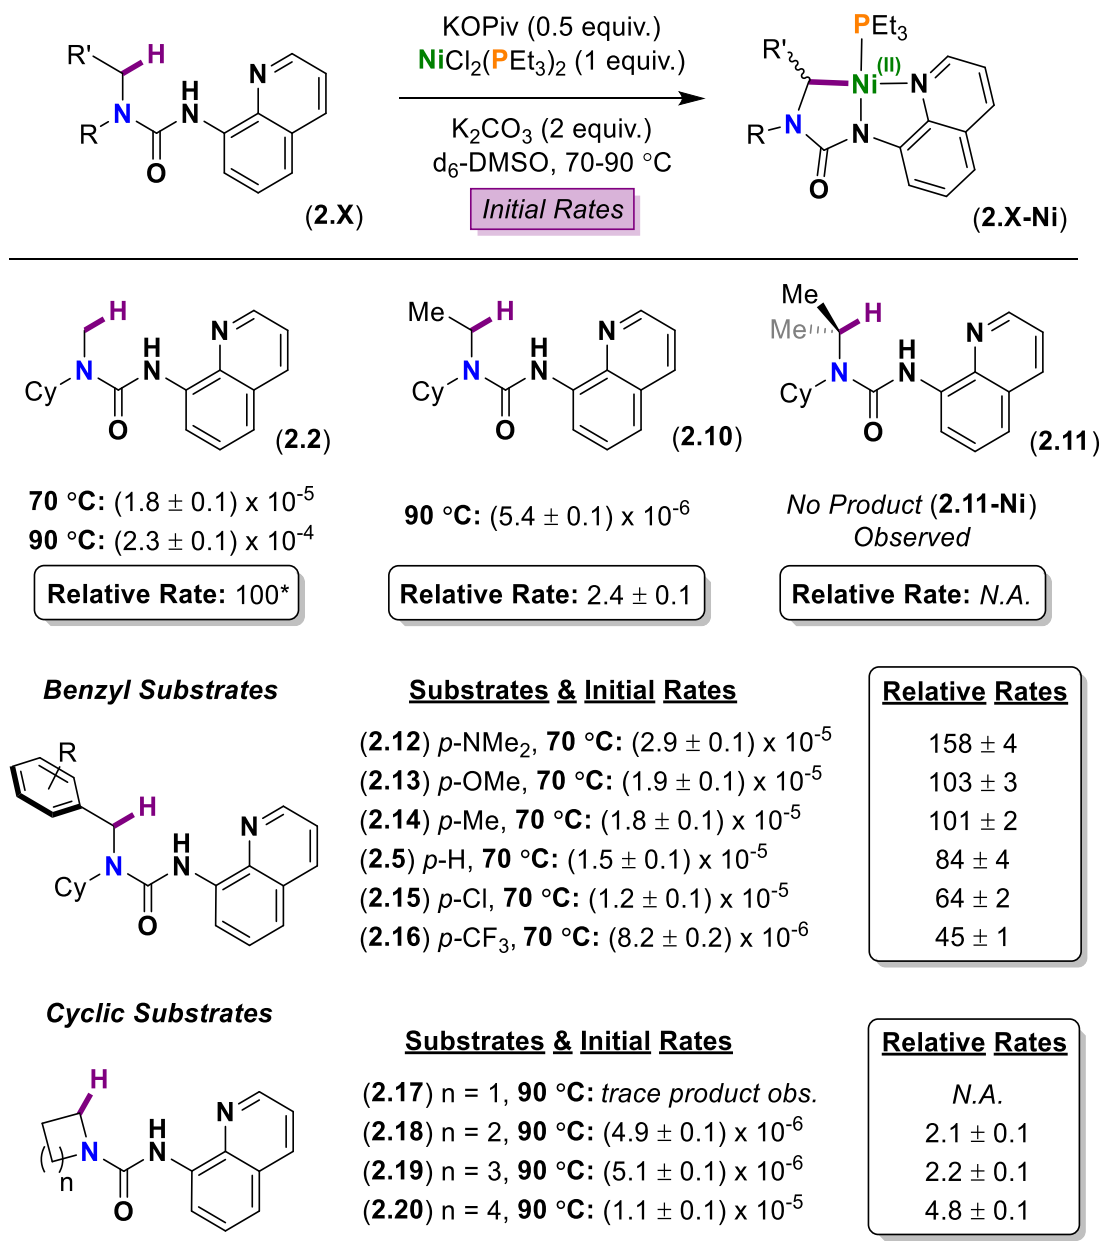 KOPiv (0.5 equiv.)
NiCl2(PEt3)2 (1 equiv.)
K2CO3 (2 equiv.)
d6-DMSO, 70-90 °C
Initial Rates
R'
H
N
R
H
N
O
N
(2.X)
PEt3
R'
(II)
Ni
N
N
R
N
O
(2.X-Ni)
H
N
Cy
H
N
O
N
(2.2)
Me
H
N
Cy
H
N
O
N
(2.10)
Me
Me
H
N
Cy
H
N
O
N
(2.11)
70 °C: (1.8 ± 0.1) x 10-5
90 °C: (2.3 ± 0.1) x 10-4
Relative Rate: 100*
90 °C: (5.4 ± 0.1) x 10-6
Relative Rate: 2.4 ± 0.1
No Product (2.11-Ni)
Observed
Relative Rate: N.A.
Benzyl Substrates
R
H
N
Cy
H
N
O
N
Substrates & Initial Rates
Relative Rates
(2.12) p-NMe2, 70 °C: (2.9 ± 0.1) x 10-5
158 ± 4
(2.13) p-OMe, 70 °C: (1.9 ± 0.1) x 10-5
103 ± 3
(2.14) p-Me, 70 °C: (1.8 ± 0.1) x 10-5
101 ± 2
(2.5) p-H, 70 °C: (1.5 ± 0.1) x 10-5
84 ± 4
(2.15) p-Cl, 70 °C: (1.2 ± 0.1) x 10-5
64 ± 2
(2.16) p-CF3, 70 °C: (8.2 ± 0.2) x 10-6
45 ± 1
Cyclic Substrates
H
N
n
H
N
O
N
Substrates & Initial Rates
Relative Rates
(2.17) n = 1, 90 °C: trace product obs.
N.A.
(2.18) n = 2, 90 °C: (4.9 ± 0.1) x 10-6
2.1 ± 0.1
(2.19) n = 3, 90 °C: (5.1 ± 0.1) x 10-6
2.2 ± 0.1
(2.20) n = 4, 90 °C: (1.1 ± 0.1) x 10-5
4.8 ± 0.1